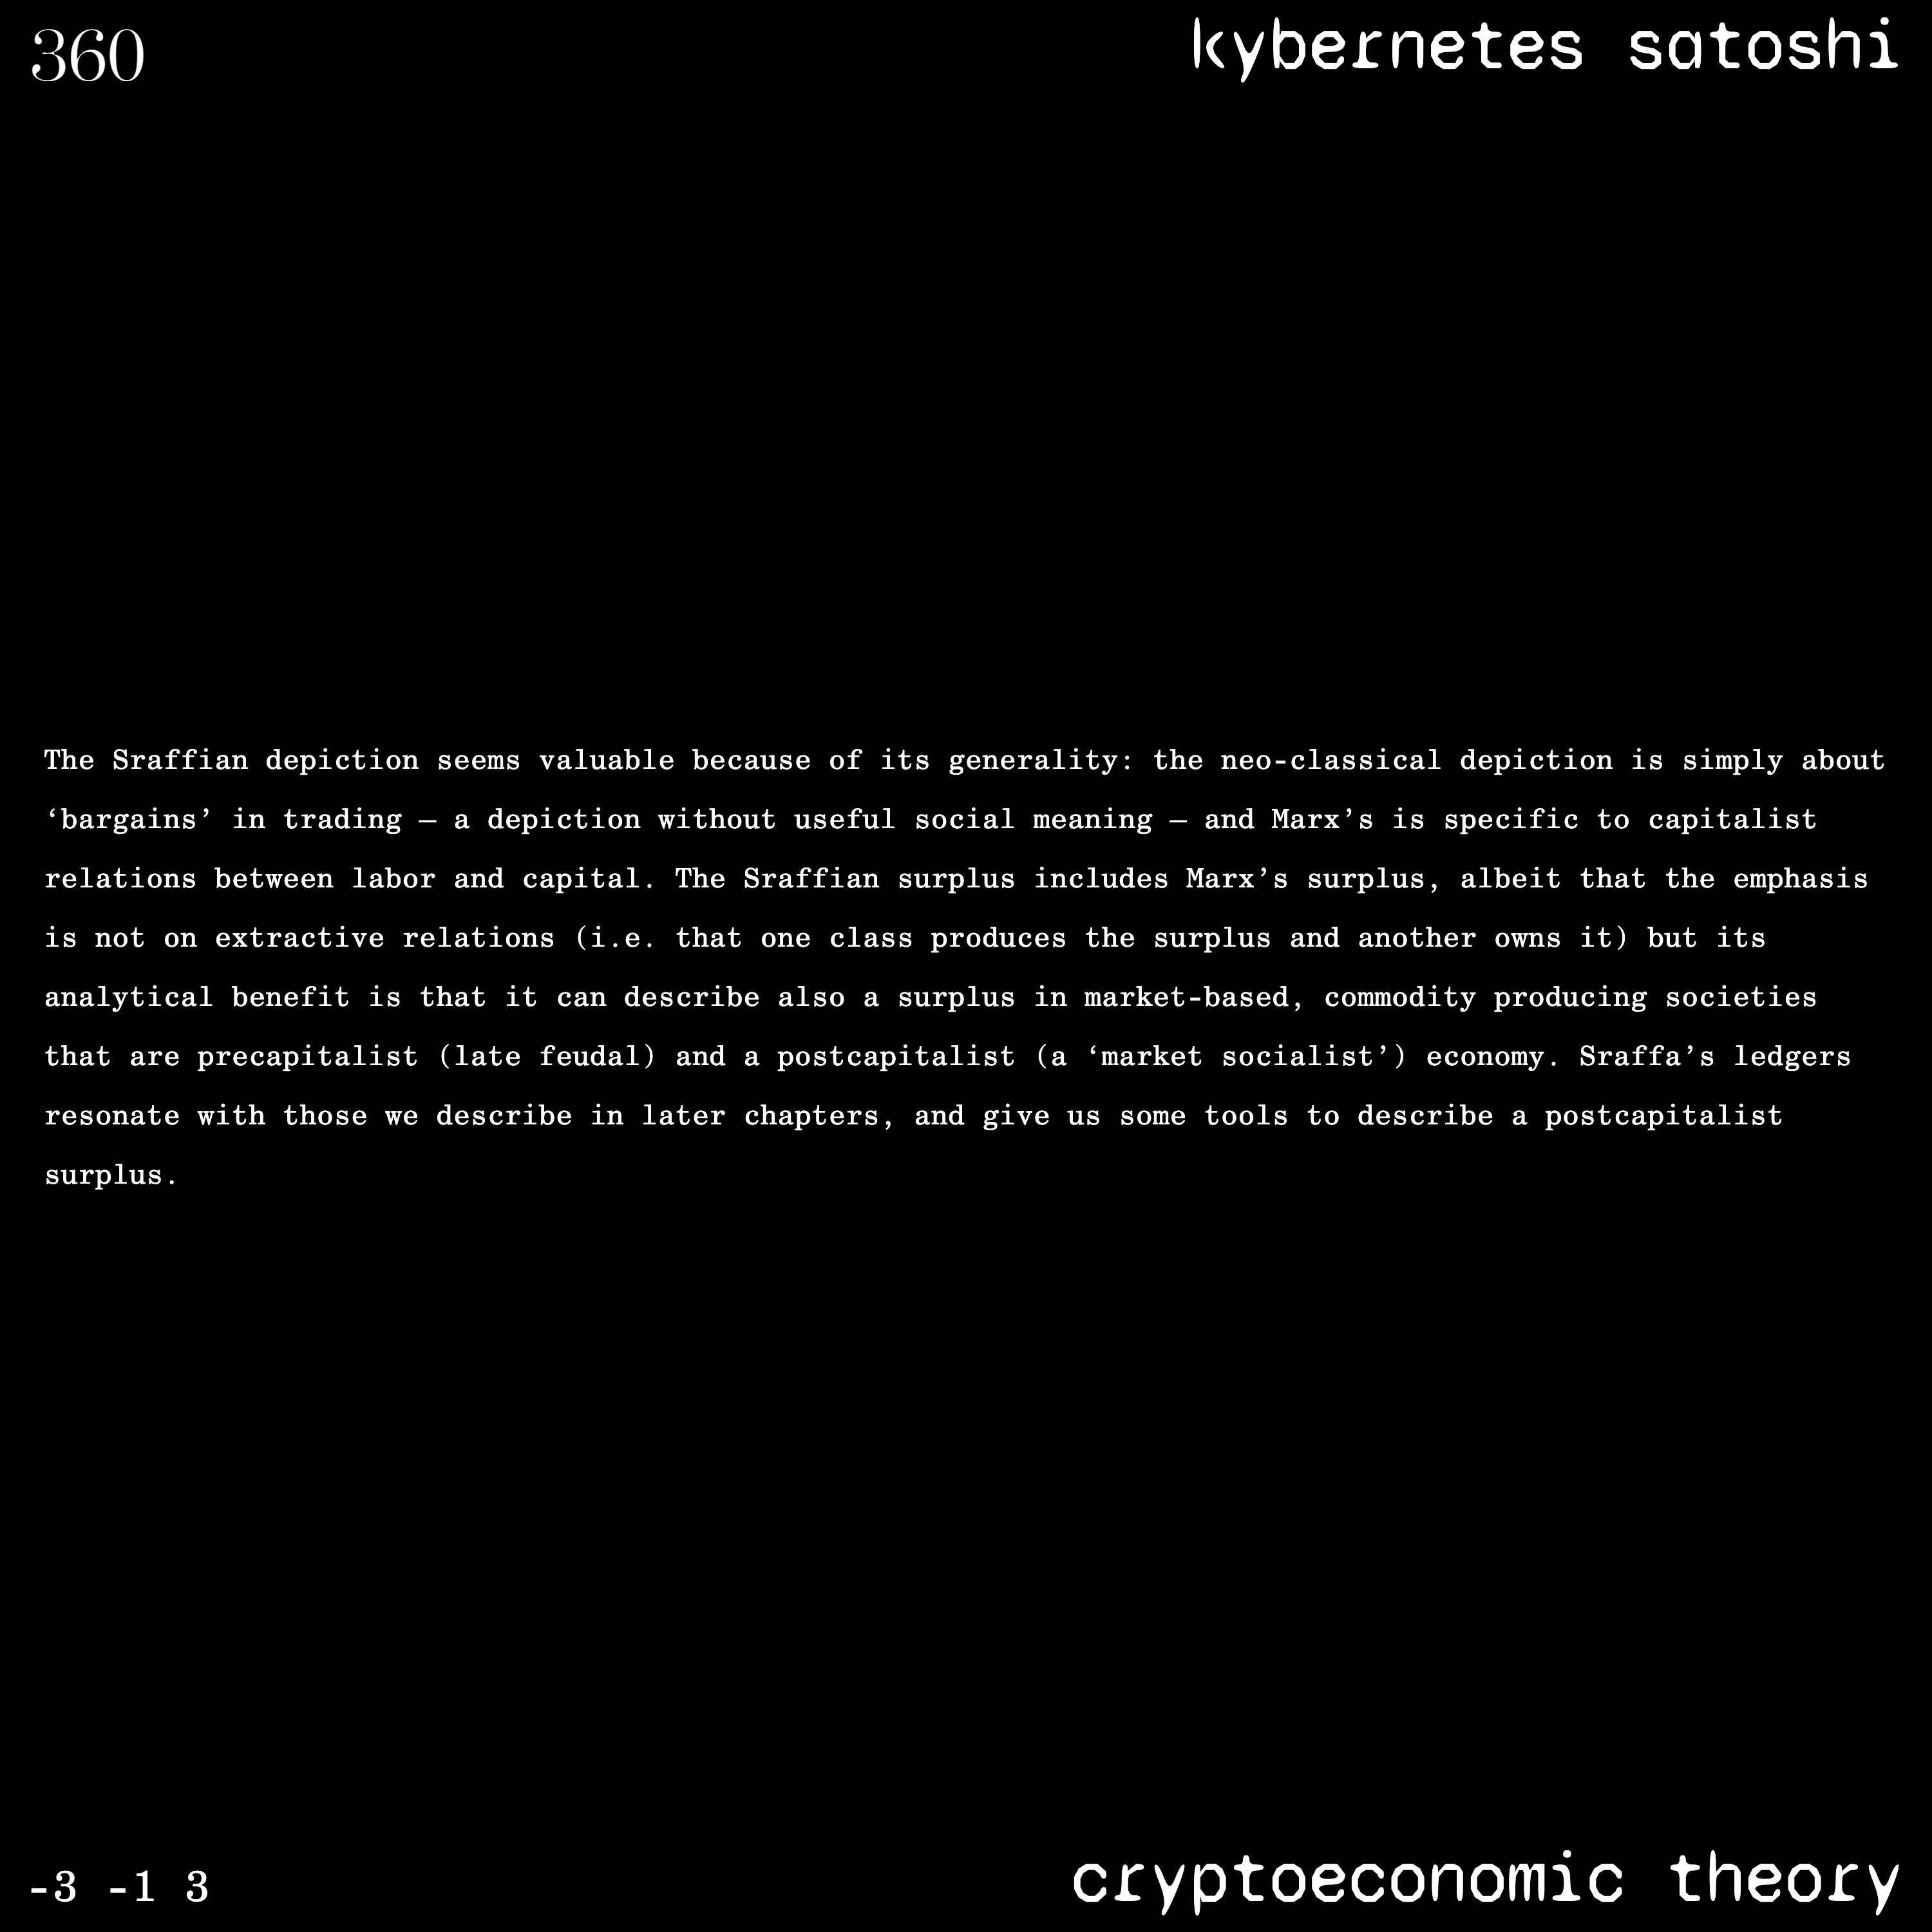 360
kybernetes satoshi
The Sraffian depiction seems valuable because of its generality: the neo-classical depiction is simply about
‘bargains’ in trading – a depiction without useful social meaning – and Marx’s is specific to capitalist
relations between labor and capital. The Sraffian surplus includes Marx’s surplus, albeit that the emphasis
is not on extractive relations (i.e. that one class produces the surplus and another owns it) but its
analytical benefit is that it can describe also a surplus in market-based, commodity producing societies
that are precapitalist (late feudal) and a postcapitalist (a ‘market socialist’) economy. Sraffa’s ledgers
resonate with those we describe in later chapters, and give us some tools to describe a postcapitalist
surplus.
-3 -1 3
cryptoeconomic theory